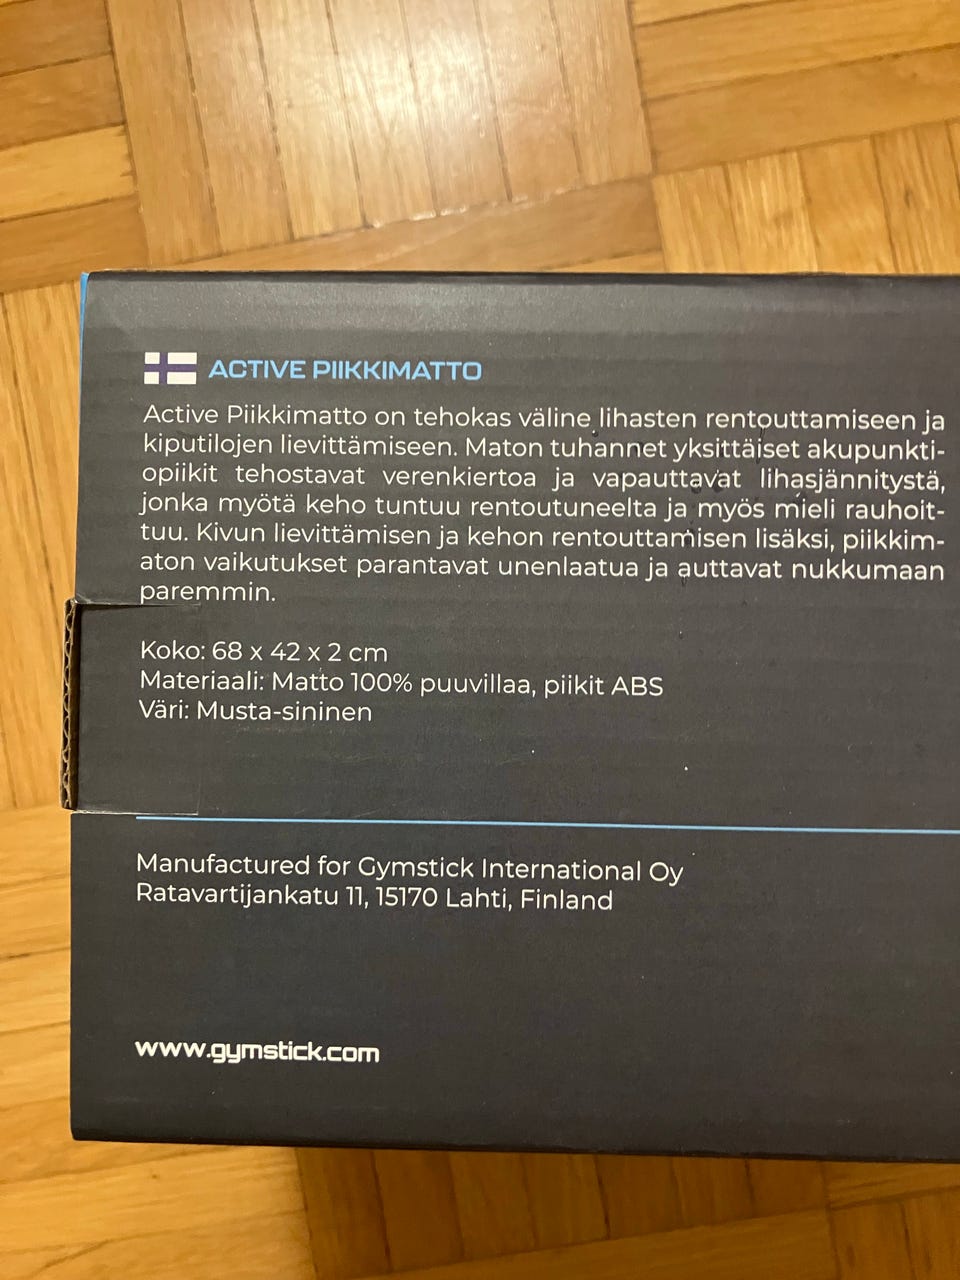 ACTIVE PIIKKIMATTO
Active Piikkimatto on tehokas väline lihasten rentouttamiseen ja
kiputilojen lievittämiseen. Maton tuhannet yksittäiset akupunkti-
opiikit tehostavat verenkiertoa ja vapauttavat lihasjännitystä,
jonka myötä keho tuntuu rentoutuneelta ja myös mieli rauhoit-
tuu. Kivun lievittämisen ja kehon rentouttamisen lisäksi, piikkim-
aton vaikutukset parantavat unenlaatua ja auttavat nukkumaan
paremmin.
Koko: 68 x 42 x 2 cm
Materiaali: Matto 100% puuvillaa, piikit ABS
Väri: Musta-sininen
Manufactured for Gymstick International Oy
Ratavartijankatu 11, 15170 Lahti, Finland
www.gymstick.com